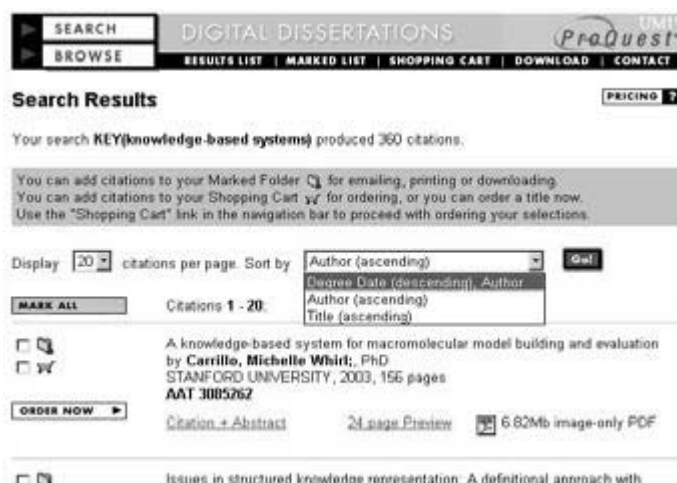 SEARCH
BROWSE
DIGITAL DISSERTATIONS
UMI
ProQuest
RESULTS LIST | MARKED LIST | SHOPPING CART | DOWNLOAD | CONTACT
Search Results
PRICING ?
Your search KEY(knowledge-based systems) produced 360 citations.
You can add citations to your Marked Folder for emailing, printing or downloading.
You can add citations to your Shopping Cart for ordering, or you can order a title now.
Use the "Shopping Cart" link in the navigation bar to proceed with ordering your selections.
Display 20 citations per page. Sort by Author (ascending) Go!
Degree Date (descending), Author
Author (ascending)
Title (ascending)
MARK ALL
Citations 1 - 20:
A knowledge-based system for macromolecular model building and evaluation
by Carrillo, Michelle Whirl;, PhD
STANFORD UNIVERSITY, 2003, 156 pages
AAT 3085262
ORDER NOW
Citation + Abstract 24 page Preview 6.82Mb image-only PDF
Issues in structured knowledge representation: A definitional approach with